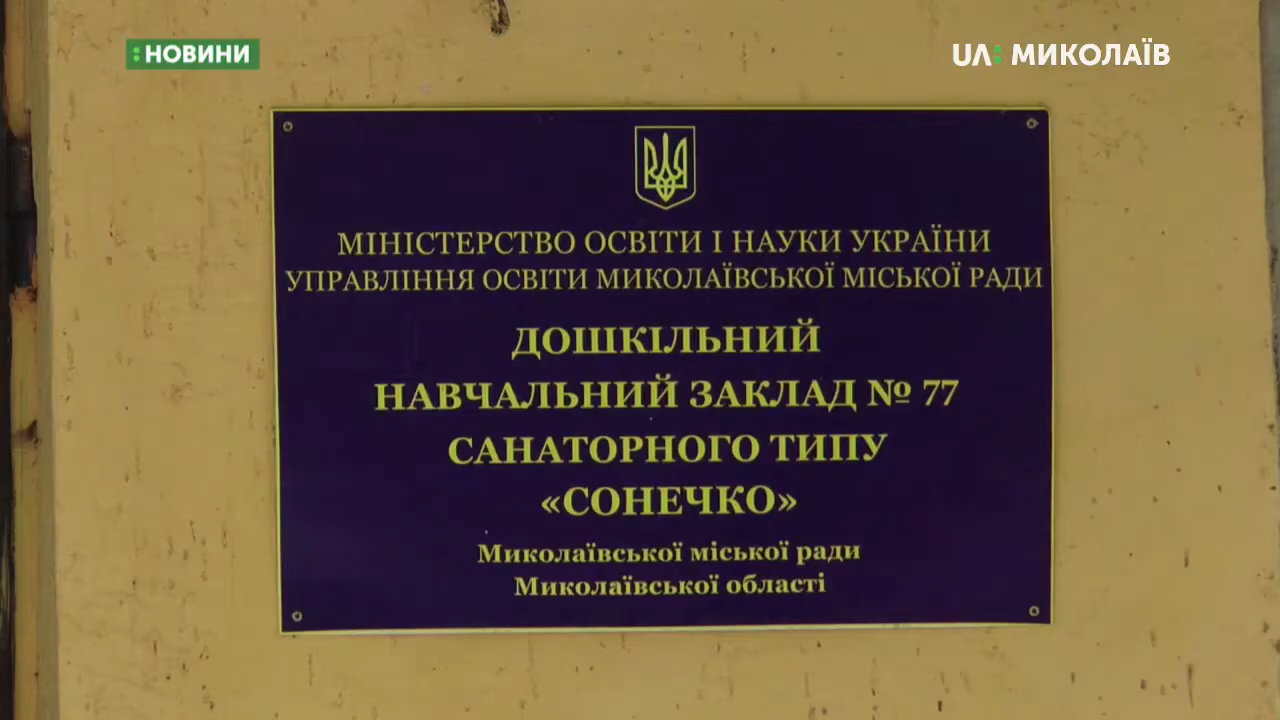 :НОВИНИ
UA: МИКОЛАЇВ
МІНІСТЕРСТВО ОСВІТИ І НАУКИ УКРАЇНИ
УПРАВЛІННЯ ОСВІТИ МИКОЛАЇВСЬКОЇ МІСЬКОЇ РАДИ
ДОШКІЛЬНИЙ
НАВЧАЛЬНИЙ ЗАКЛАД № 77
САНАТОРНОГО ТИПУ
«СОНЕЧКО»
Миколаївської міської ради
Миколаївської області